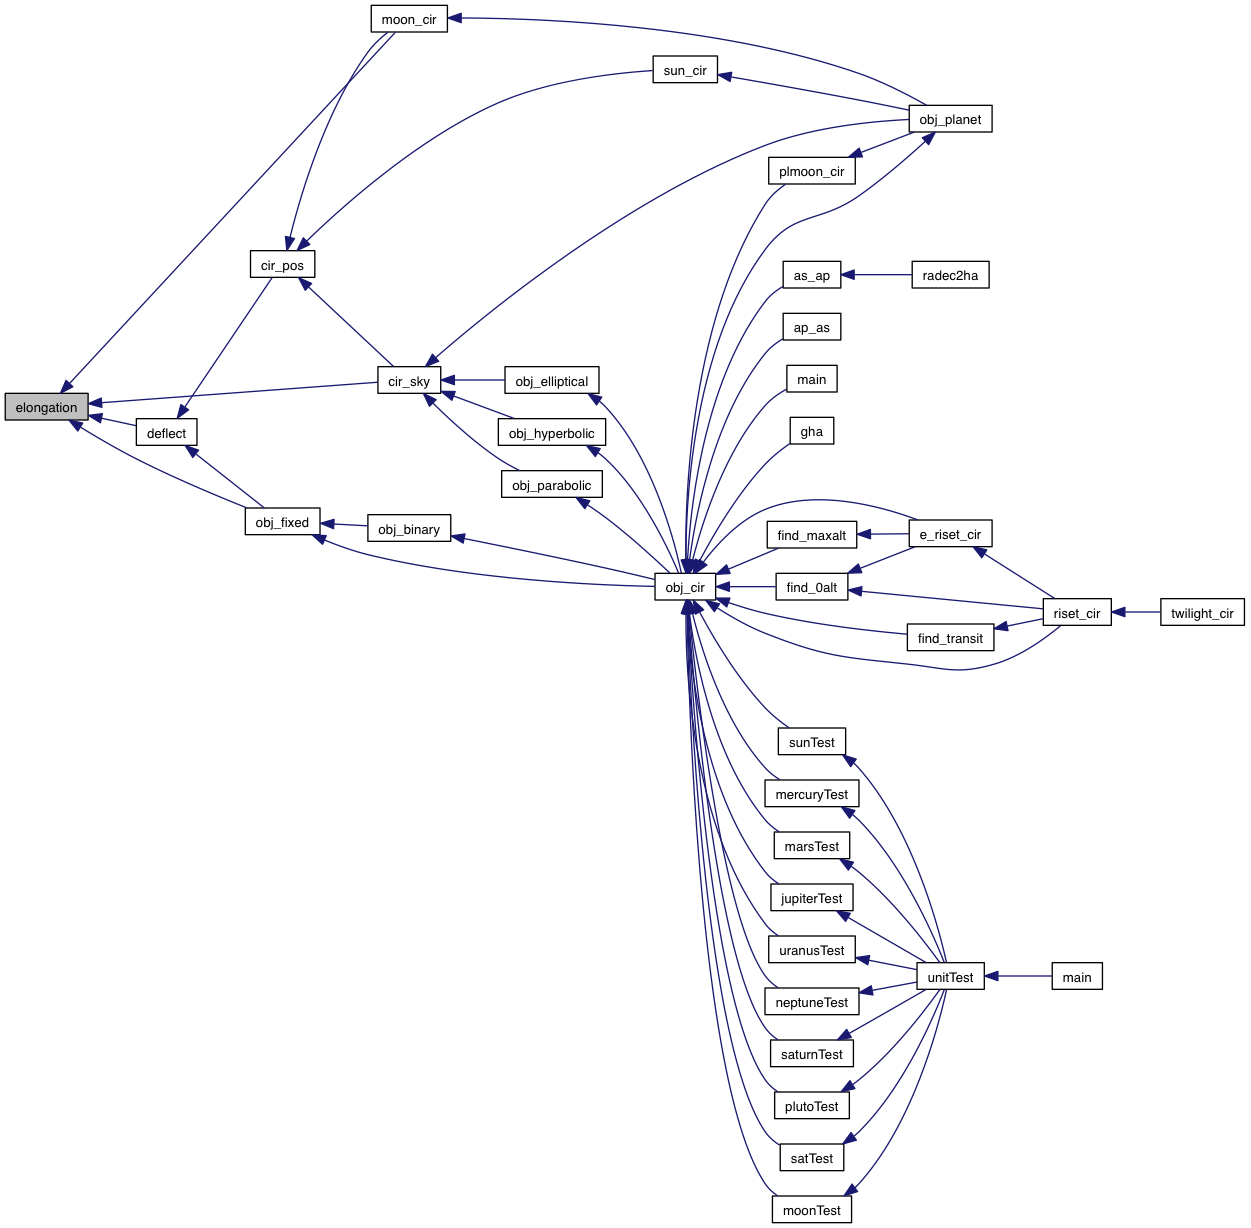 moon_cir
sun_cir
obj_planet
plmoon_cir
cir_pos
as_ap
radec2ha
ap_as
main
cir_sky
obj_elliptical
elongation
deflect
obj_hyperbolic
gha
obj_parabolic
obj_fixed
obj_binary
find_maxalt
e_riset_cir
obj_cir
find_0alt
riset_cir
twilight_cir
find_transit
sunTest
mercuryTest
marsTest
jupiterTest
uranusTest
unitTest
main
neptuneTest
saturnTest
plutoTest
satTest
moonTest